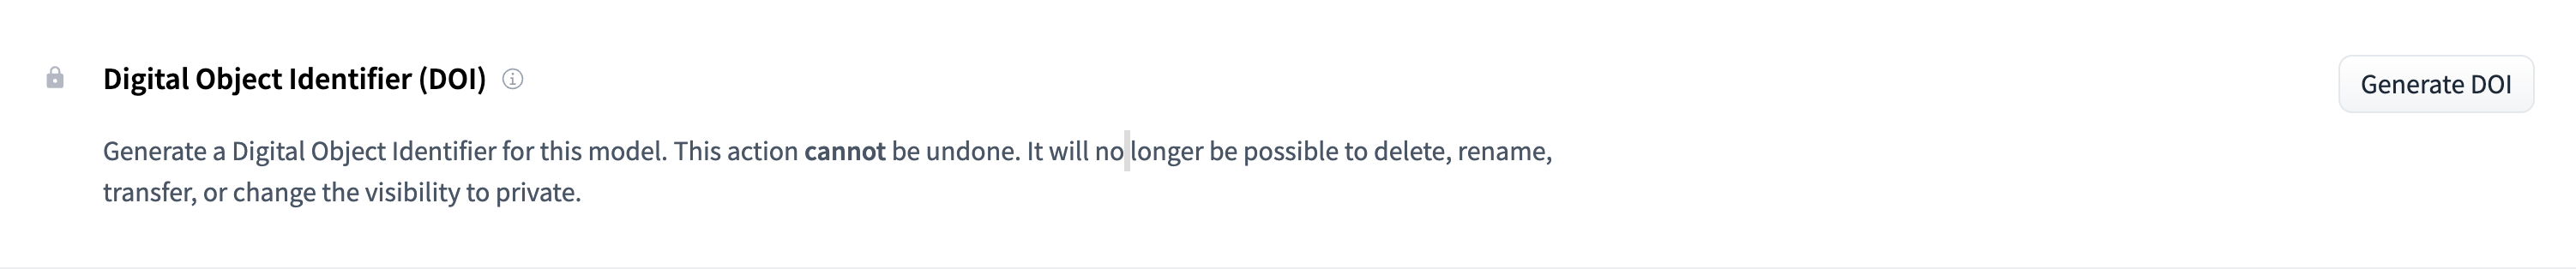 Digital Object Identifier (DOI)
Generate DOI
Generate a Digital Object Identifier for this model. This action cannot be undone. It will no longer be possible to delete, rename,
transfer, or change the visibility to private.